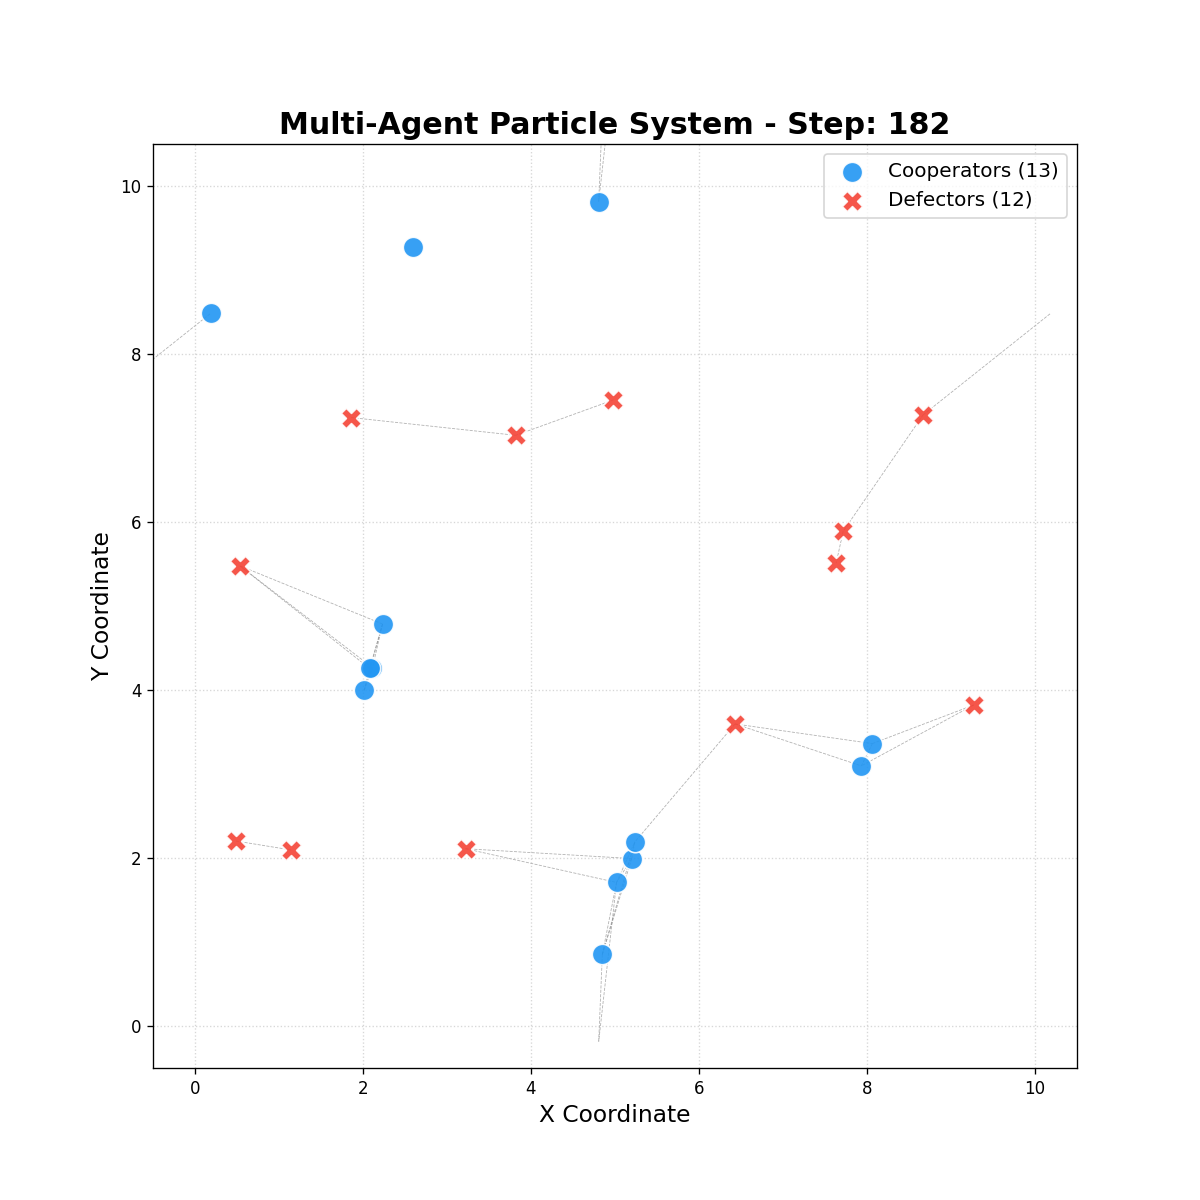 Multi-Agent Particle System - Step: 182
Cooperators (13)
Defectors (12)
10
8
6
4
2
0
Y Coordinate
0
2
4
6
8
10
X Coordinate